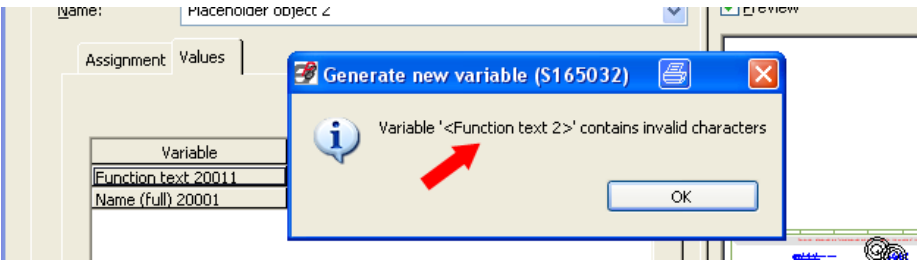 Name:
Placeholder object 2
Preview
Assignment
Values
Generate new variable (S165032)
Variable '<Function text 2>' contains invalid characters
Variable
Function text 20011
Name (full) 20001
OK